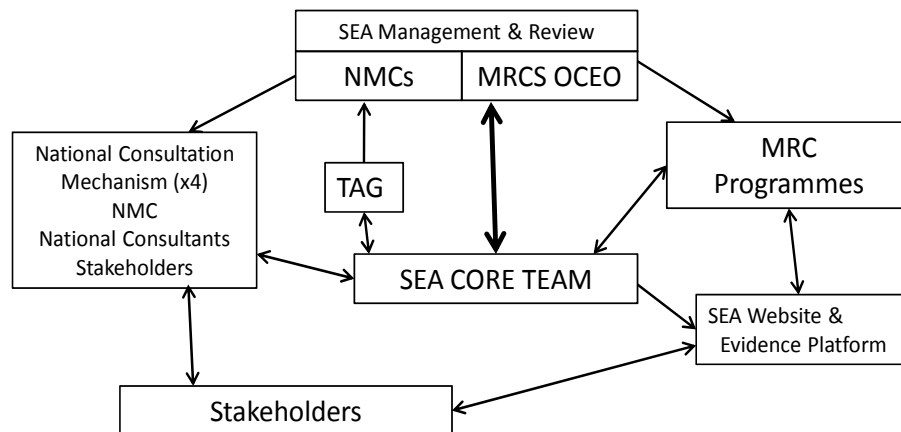 SEA Management & Review
NMCs
MRCS OCEO
National Consultation
Mechanism (x4)
NMC
National Consultants
Stakeholders
TAG
MRC
Programmes
SEA CORE TEAM
SEA Website &
Evidence Platform
Stakeholders